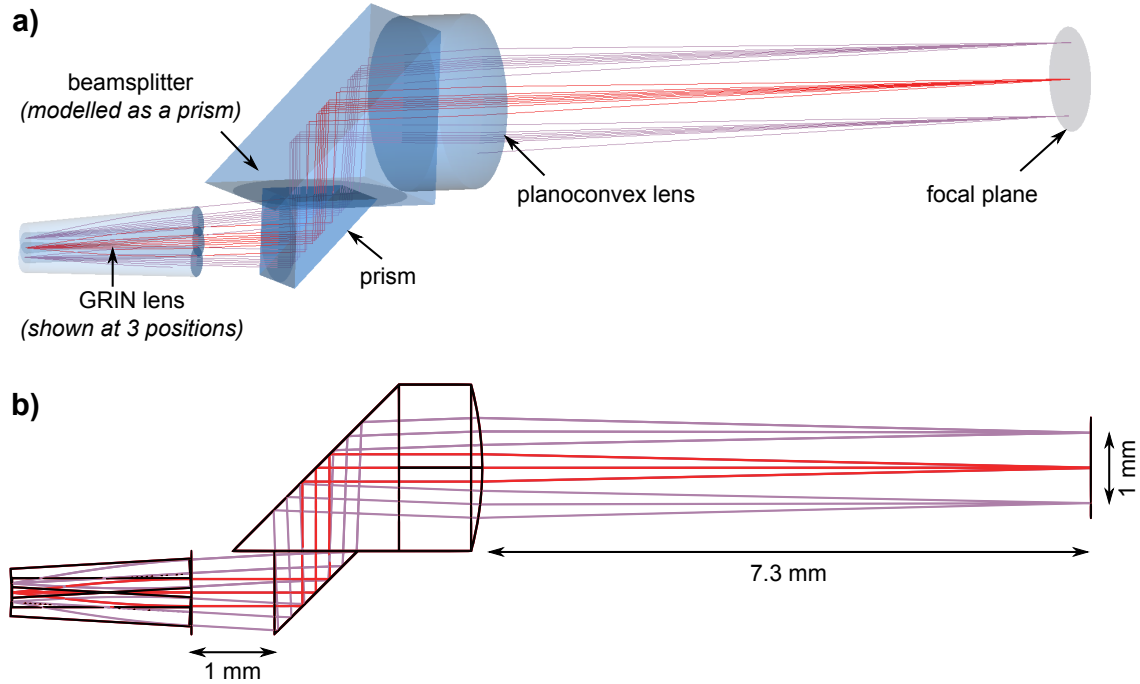 a)
beamsplitter
(modelled as a prism)
planoconvex lens
focal plane
prism
GRIN lens
(shown at 3 positions)
b)
1 mm
7.3 mm
1 mm